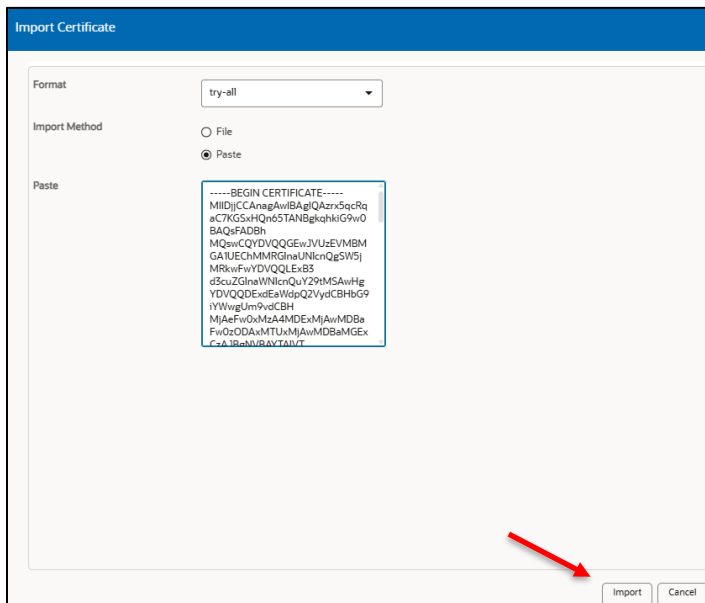 Import Certificate
Format
try-all
Import Method
File
Paste
Paste
-----BEGIN CERTIFICATE-----
MIIDjjCCAnagAwIBAgIQAzrx5qcRq
aC7KGSxHQn65TANBgkqhkiG9w0
BAQsFADBh
MQswCQYDVQQGEwJVUzEVMBM
GA1UEChMMRGlnaUNlcnQgSW5j
MRkwFwYDVQQLExB3
d3cuZGlnaWNlcnQuY29tMSAwHg
YDVQQDExdEaWdpQ2VydCBHbG9
iYWwgUm9vdCBH
MjAeFw0xMzA4MDExMjAwMDBa
Fw0zODAxMTUxMjAwMDBaMGEx
CzAJBgNVBAYTAlVT
Import
Cancel